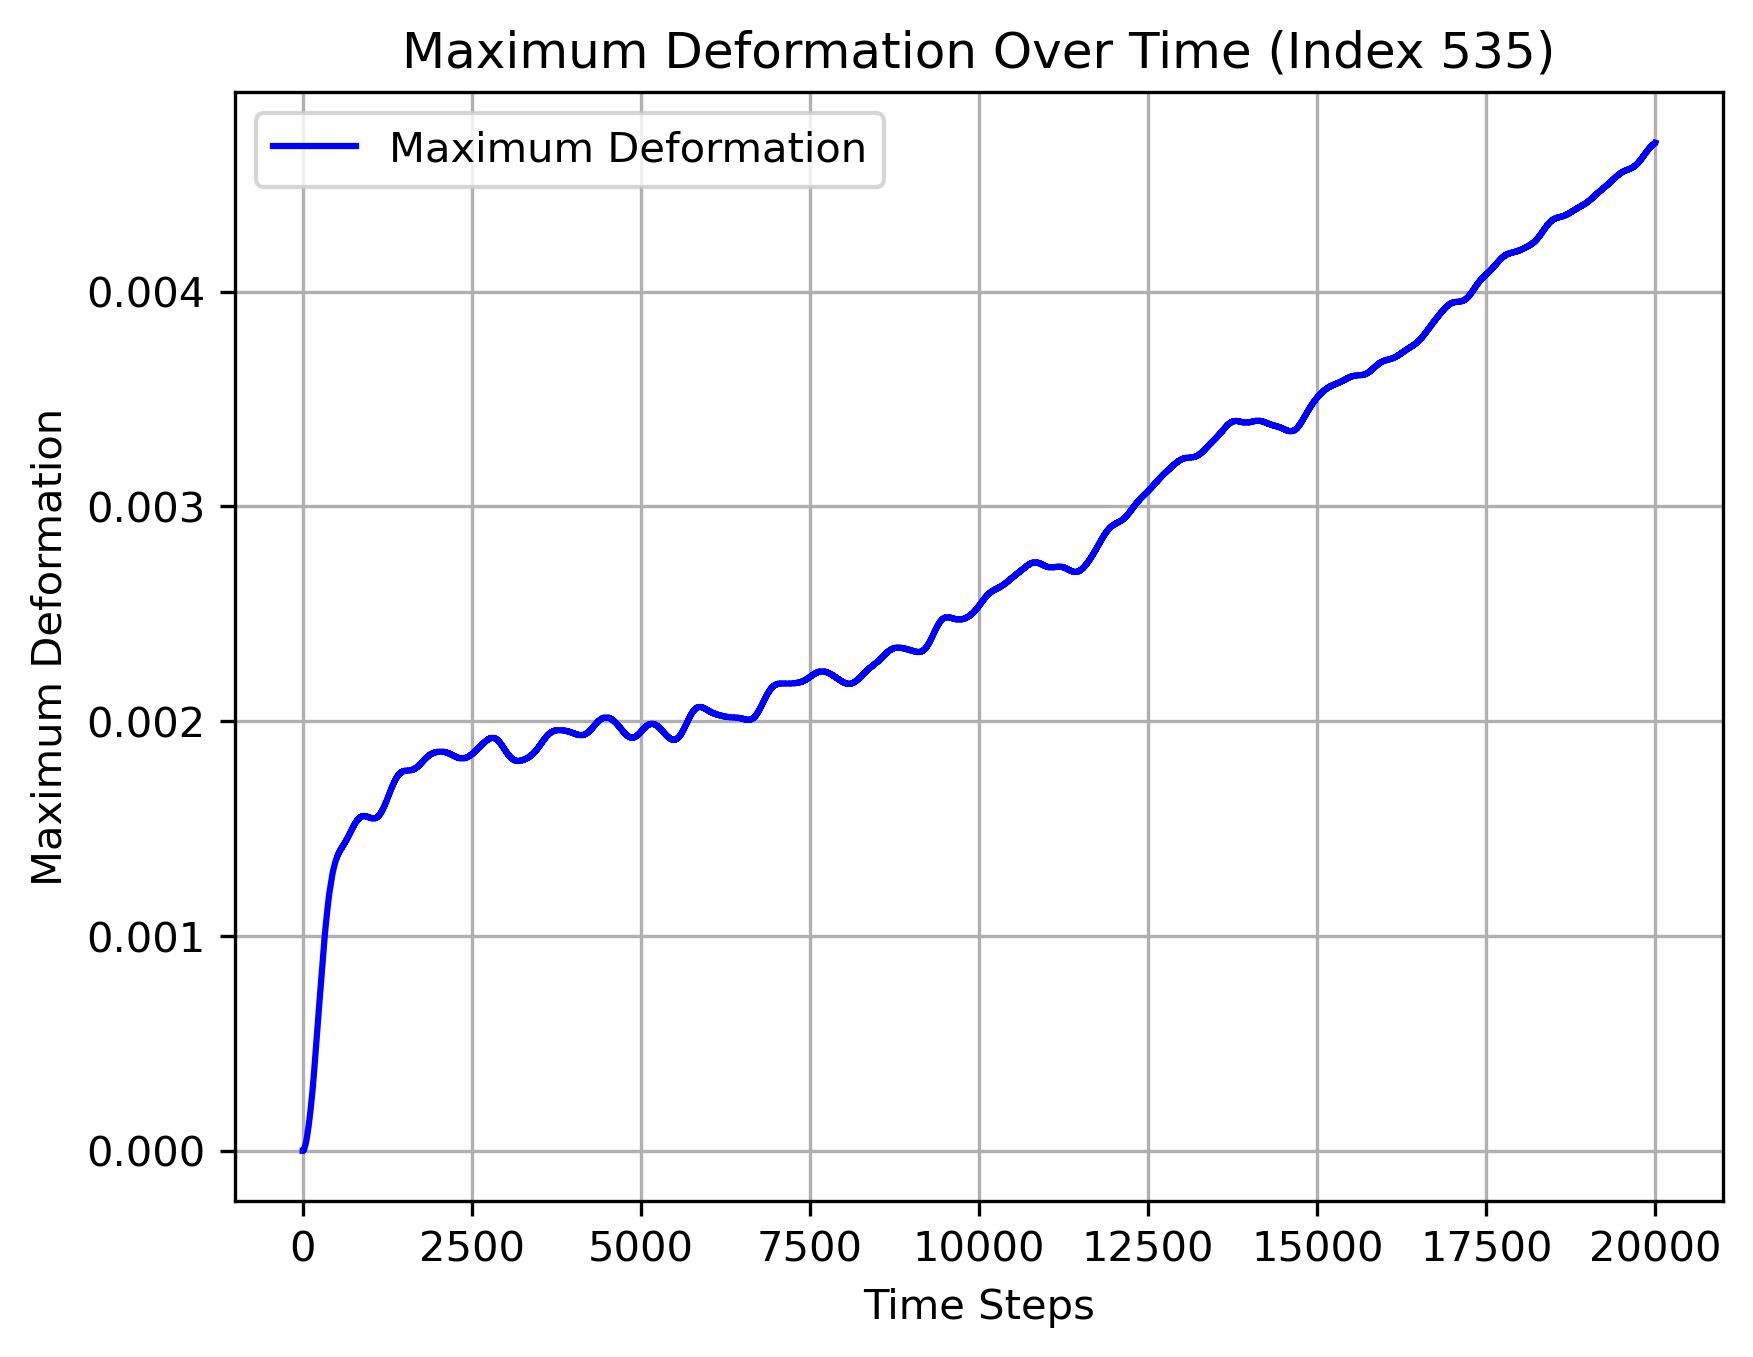 Maximum Deformation Over Time (Index 535)
Maximum Deformation
0.004
0.003
0.002
0.001
0.000
Maximum Deformation
0 2500 5000 7500 10000 12500 15000 17500 20000
Time Steps